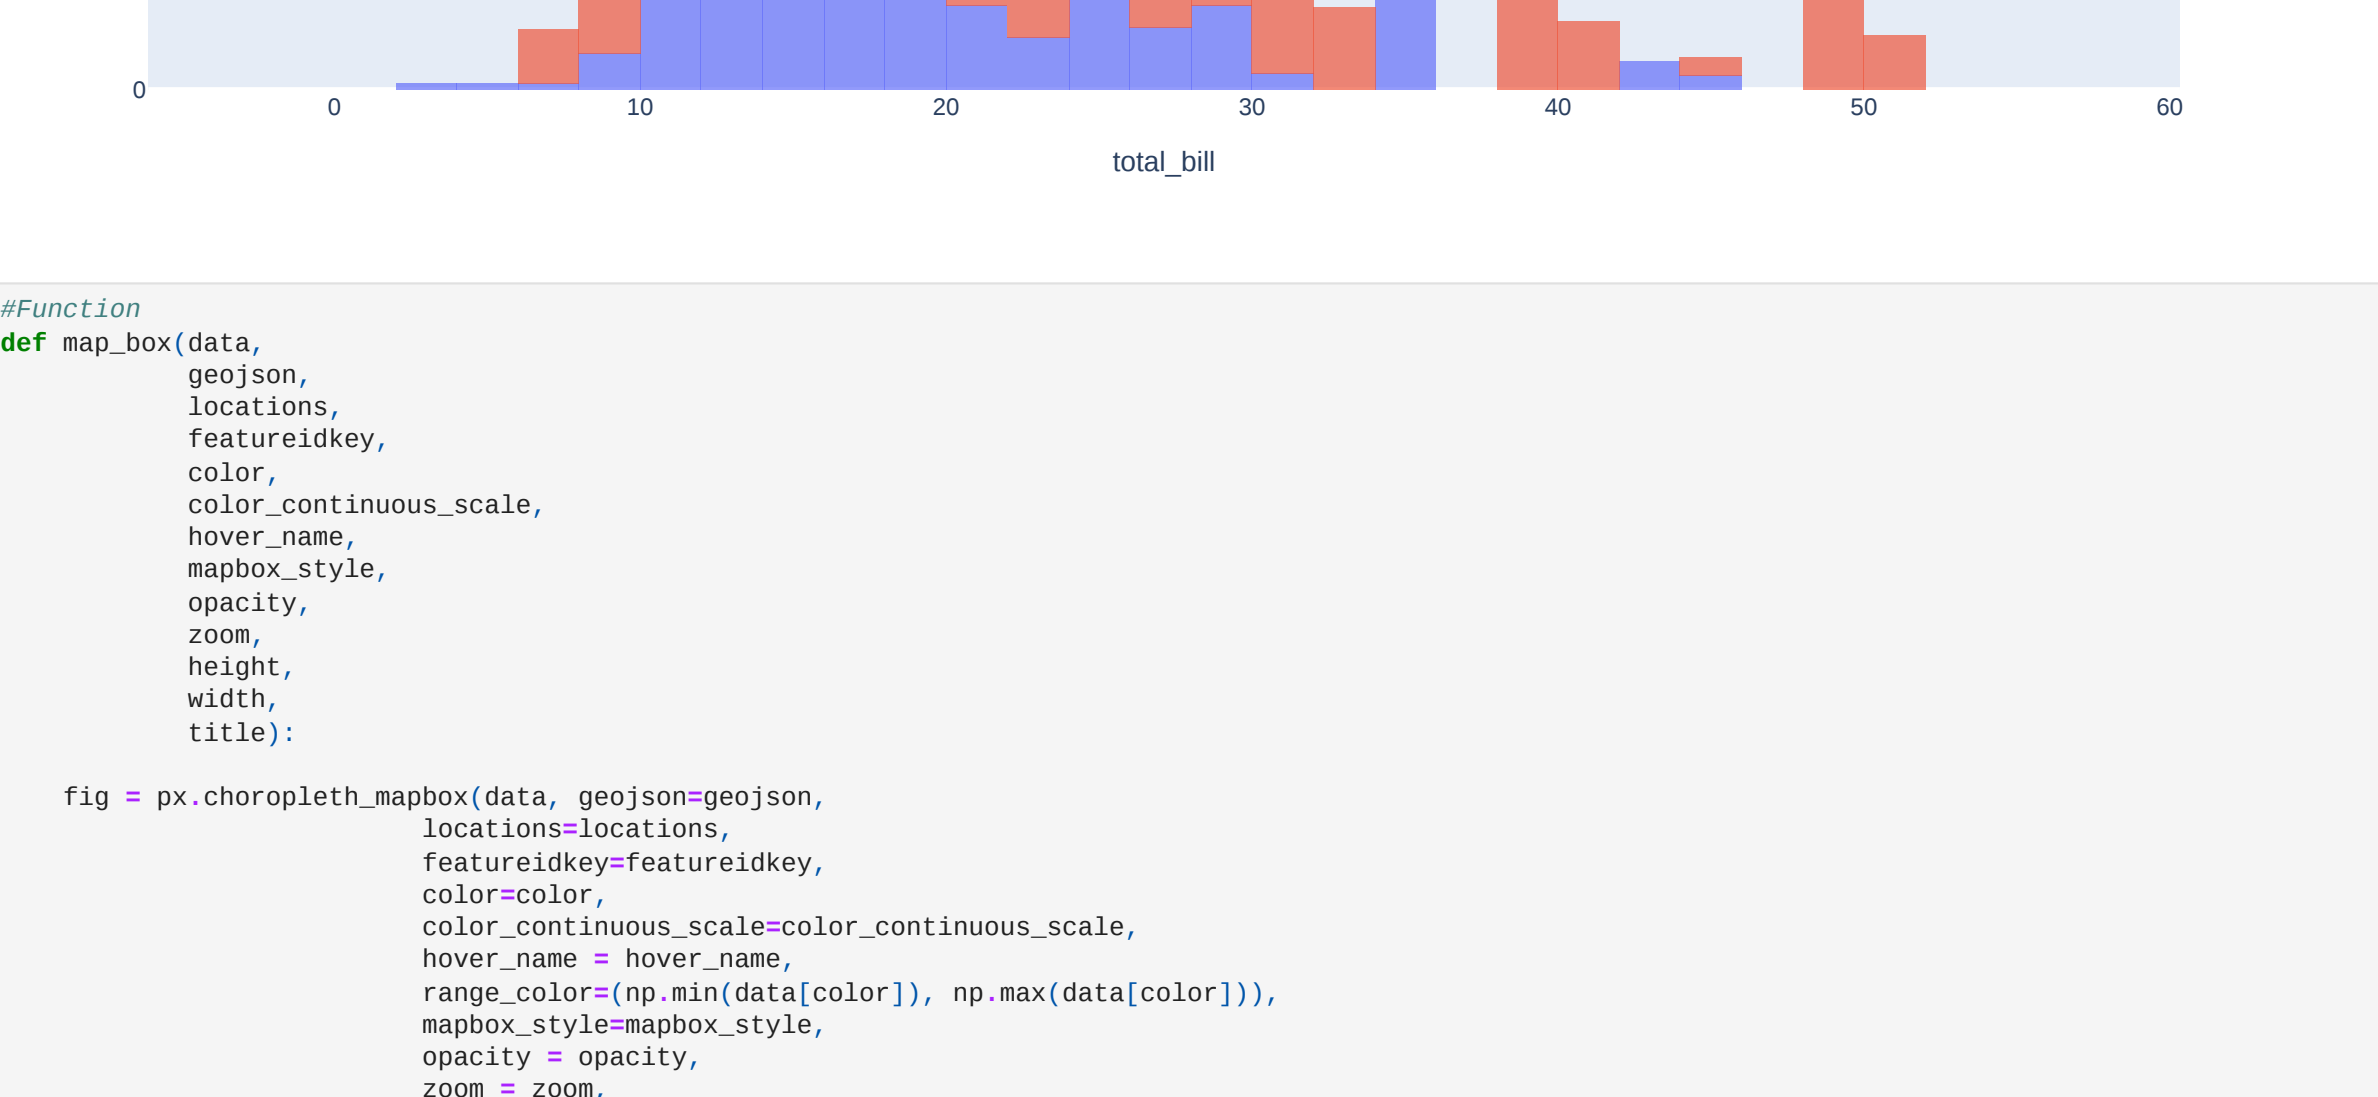 0
0 10 20 30 40 50 60
total_bill
#Function
def map_box(data,
            geojson,
            locations,
            featureidkey,
            color,
            color_continuous_scale,
            hover_name,
            mapbox_style,
            opacity,
            zoom,
            height,
            width,
            title):
    fig = px.choropleth_mapbox(data, geojson=geojson,
                           locations=locations,
                           featureidkey=featureidkey,
                           color=color,
                           color_continuous_scale=color_continuous_scale,
                           hover_name = hover_name,
                           range_color=(np.min(data[color]), np.max(data[color])),
                           mapbox_style=mapbox_style,
                           opacity = opacity,
                           zoom = zoom,